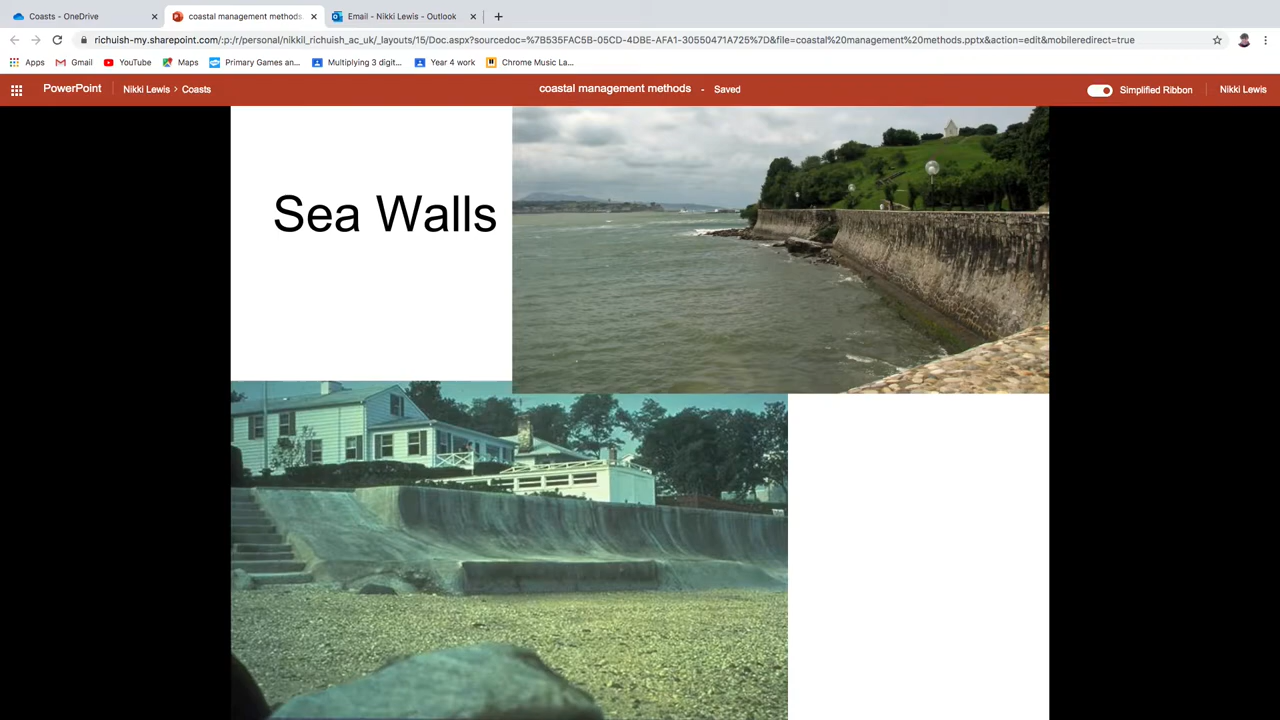 Coasts - OneDrive
coastal management methods.
Email - Nikki Lewis - Outlook
richuish-my.sharepoint.com/:p:/r/personal/nikkil_richuish_ac_uk/_layouts/15/Doc.aspx?sourcedoc=%7B535FAC5B-05CD-4DBE-AFA1-30550471A725%7D&file=coastal%20management%20methods.pptx&action=edit&mobileredirect=true
Apps
Gmail
YouTube
Maps
Primary Games an...
Multiplying 3 digit...
Year 4 work
Chrome Music La...
PowerPoint
Nikki Lewis > Coasts
coastal management methods - Saved
Simplified Ribbon
Nikki Lewis
Sea Walls